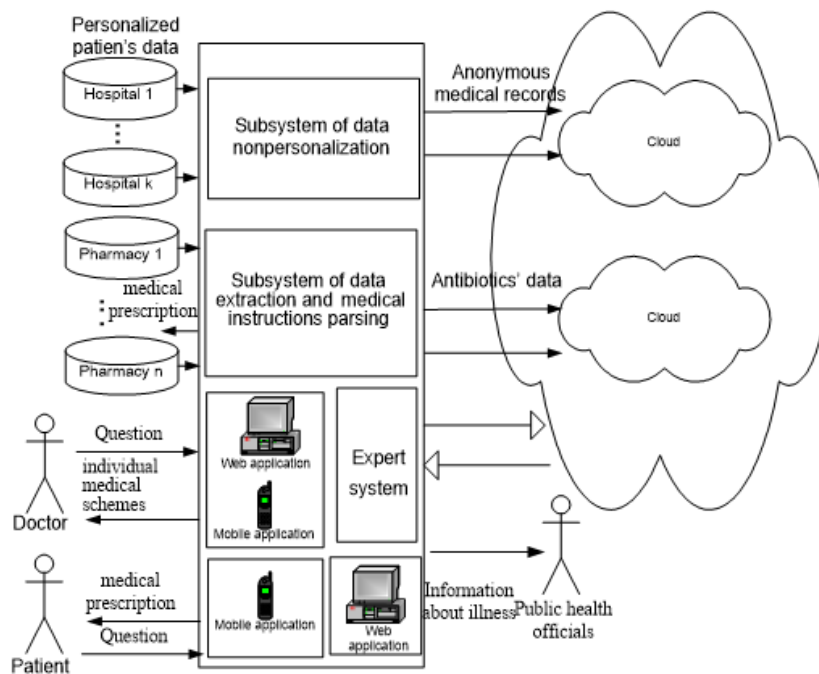 Personalized
patien's data
Hospital 1
Hospital k
Pharmacy 1
medical
prescription
Pharmacy n
Subsystem of data
nonpersonalization
Subsystem of data
extraction and medical
instructions parsing
Anonymous
medical records
Cloud
Antibiotics' data
Cloud
Question
individual
medical
schemes
Doctor
Web application
Mobile application
Expert
system
medical
prescription
Question
Patient
Mobile application
Web
application
Information
about illness
Public health
officials